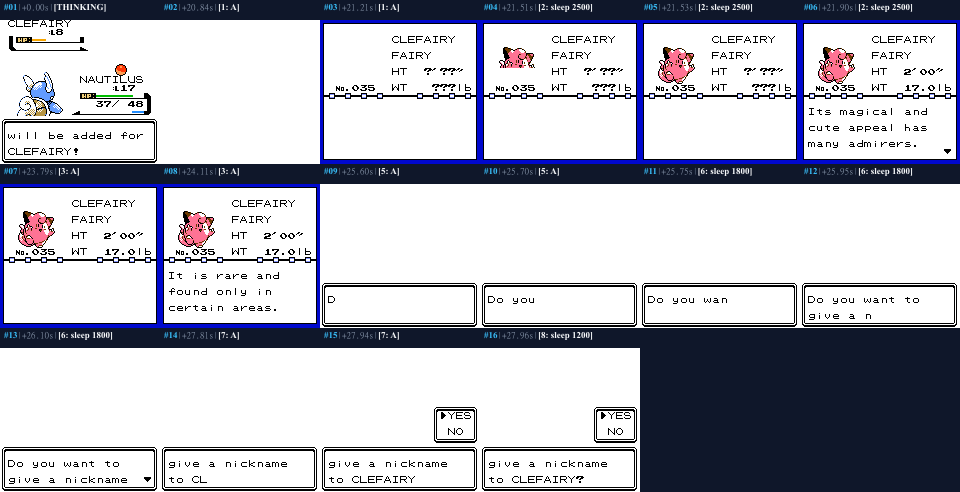 #01 | +0.00s | [THINKING]
CLEFAIRY
:L8
HP:
NAUTILUS
:L17
HP:
37/ 48
will be added for
CLEFAIRY!
#02 | +20.84s | [1: A]
#03 | +21.21s | [1: A]
CLEFAIRY
FAIRY
HT ?'??"
No.035 WT ???lb
#04 | +21.51s | [2: sleep 2500]
CLEFAIRY
FAIRY
HT ?'??"
No.035 WT ???lb
#05 | +21.53s | [2: sleep 2500]
CLEFAIRY
FAIRY
HT ?'??"
No.035 WT ???lb
#06 | +21.90s | [2: sleep 2500]
CLEFAIRY
FAIRY
HT 2'00"
No.035 WT 17.0lb
Its magical and
cute appeal has
many admirers.
#07 | +23.79s | [3: A]
CLEFAIRY
FAIRY
HT 2'00"
No.035 WT 17.0lb
#08 | +24.11s | [3: A]
CLEFAIRY
FAIRY
HT 2'00"
No.035 WT 17.0lb
It is rare and
found only in
certain areas.
#09 | +25.60s | [5: A]
D
#10 | +25.70s | [5: A]
Do you
#11 | +25.75s | [6: sleep 1800]
Do you wan
#12 | +25.95s | [6: sleep 1800]
Do you want to
give a n
#13 | +26.10s | [6: sleep 1800]
Do you want to
give a nickname
#14 | +27.81s | [7: A]
give a nickname
to CL
#15 | +27.94s | [7: A]
YES
NO
give a nickname
to CLEFAIRY
#16 | +27.96s | [8: sleep 1200]
YES
NO
give a nickname
to CLEFAIRY?